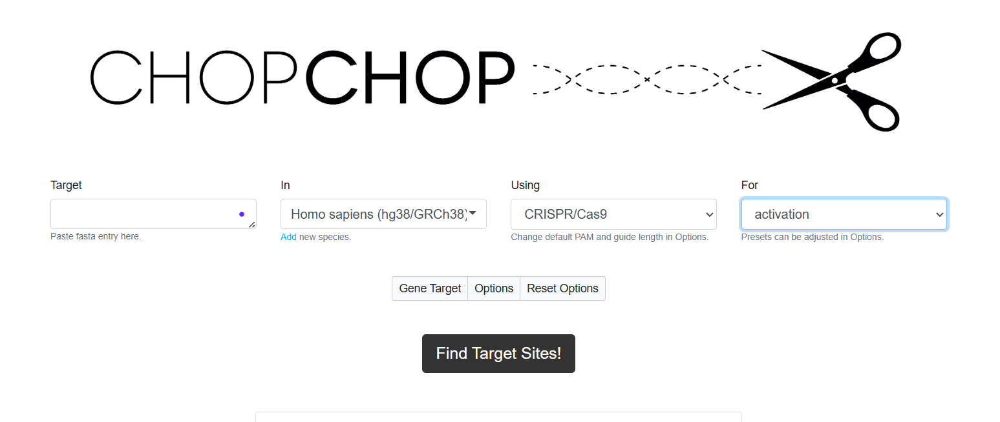 CHOPCHOP
Target
In
Using
For
Homo sapiens (hg38/GRCh38)
CRISPR/Cas9
activation
Paste fasta entry here.
Add new species.
Change default PAM and guide length in Options.
Presets can be adjusted in Options.
Gene Target
Options
Reset Options
Find Target Sites!